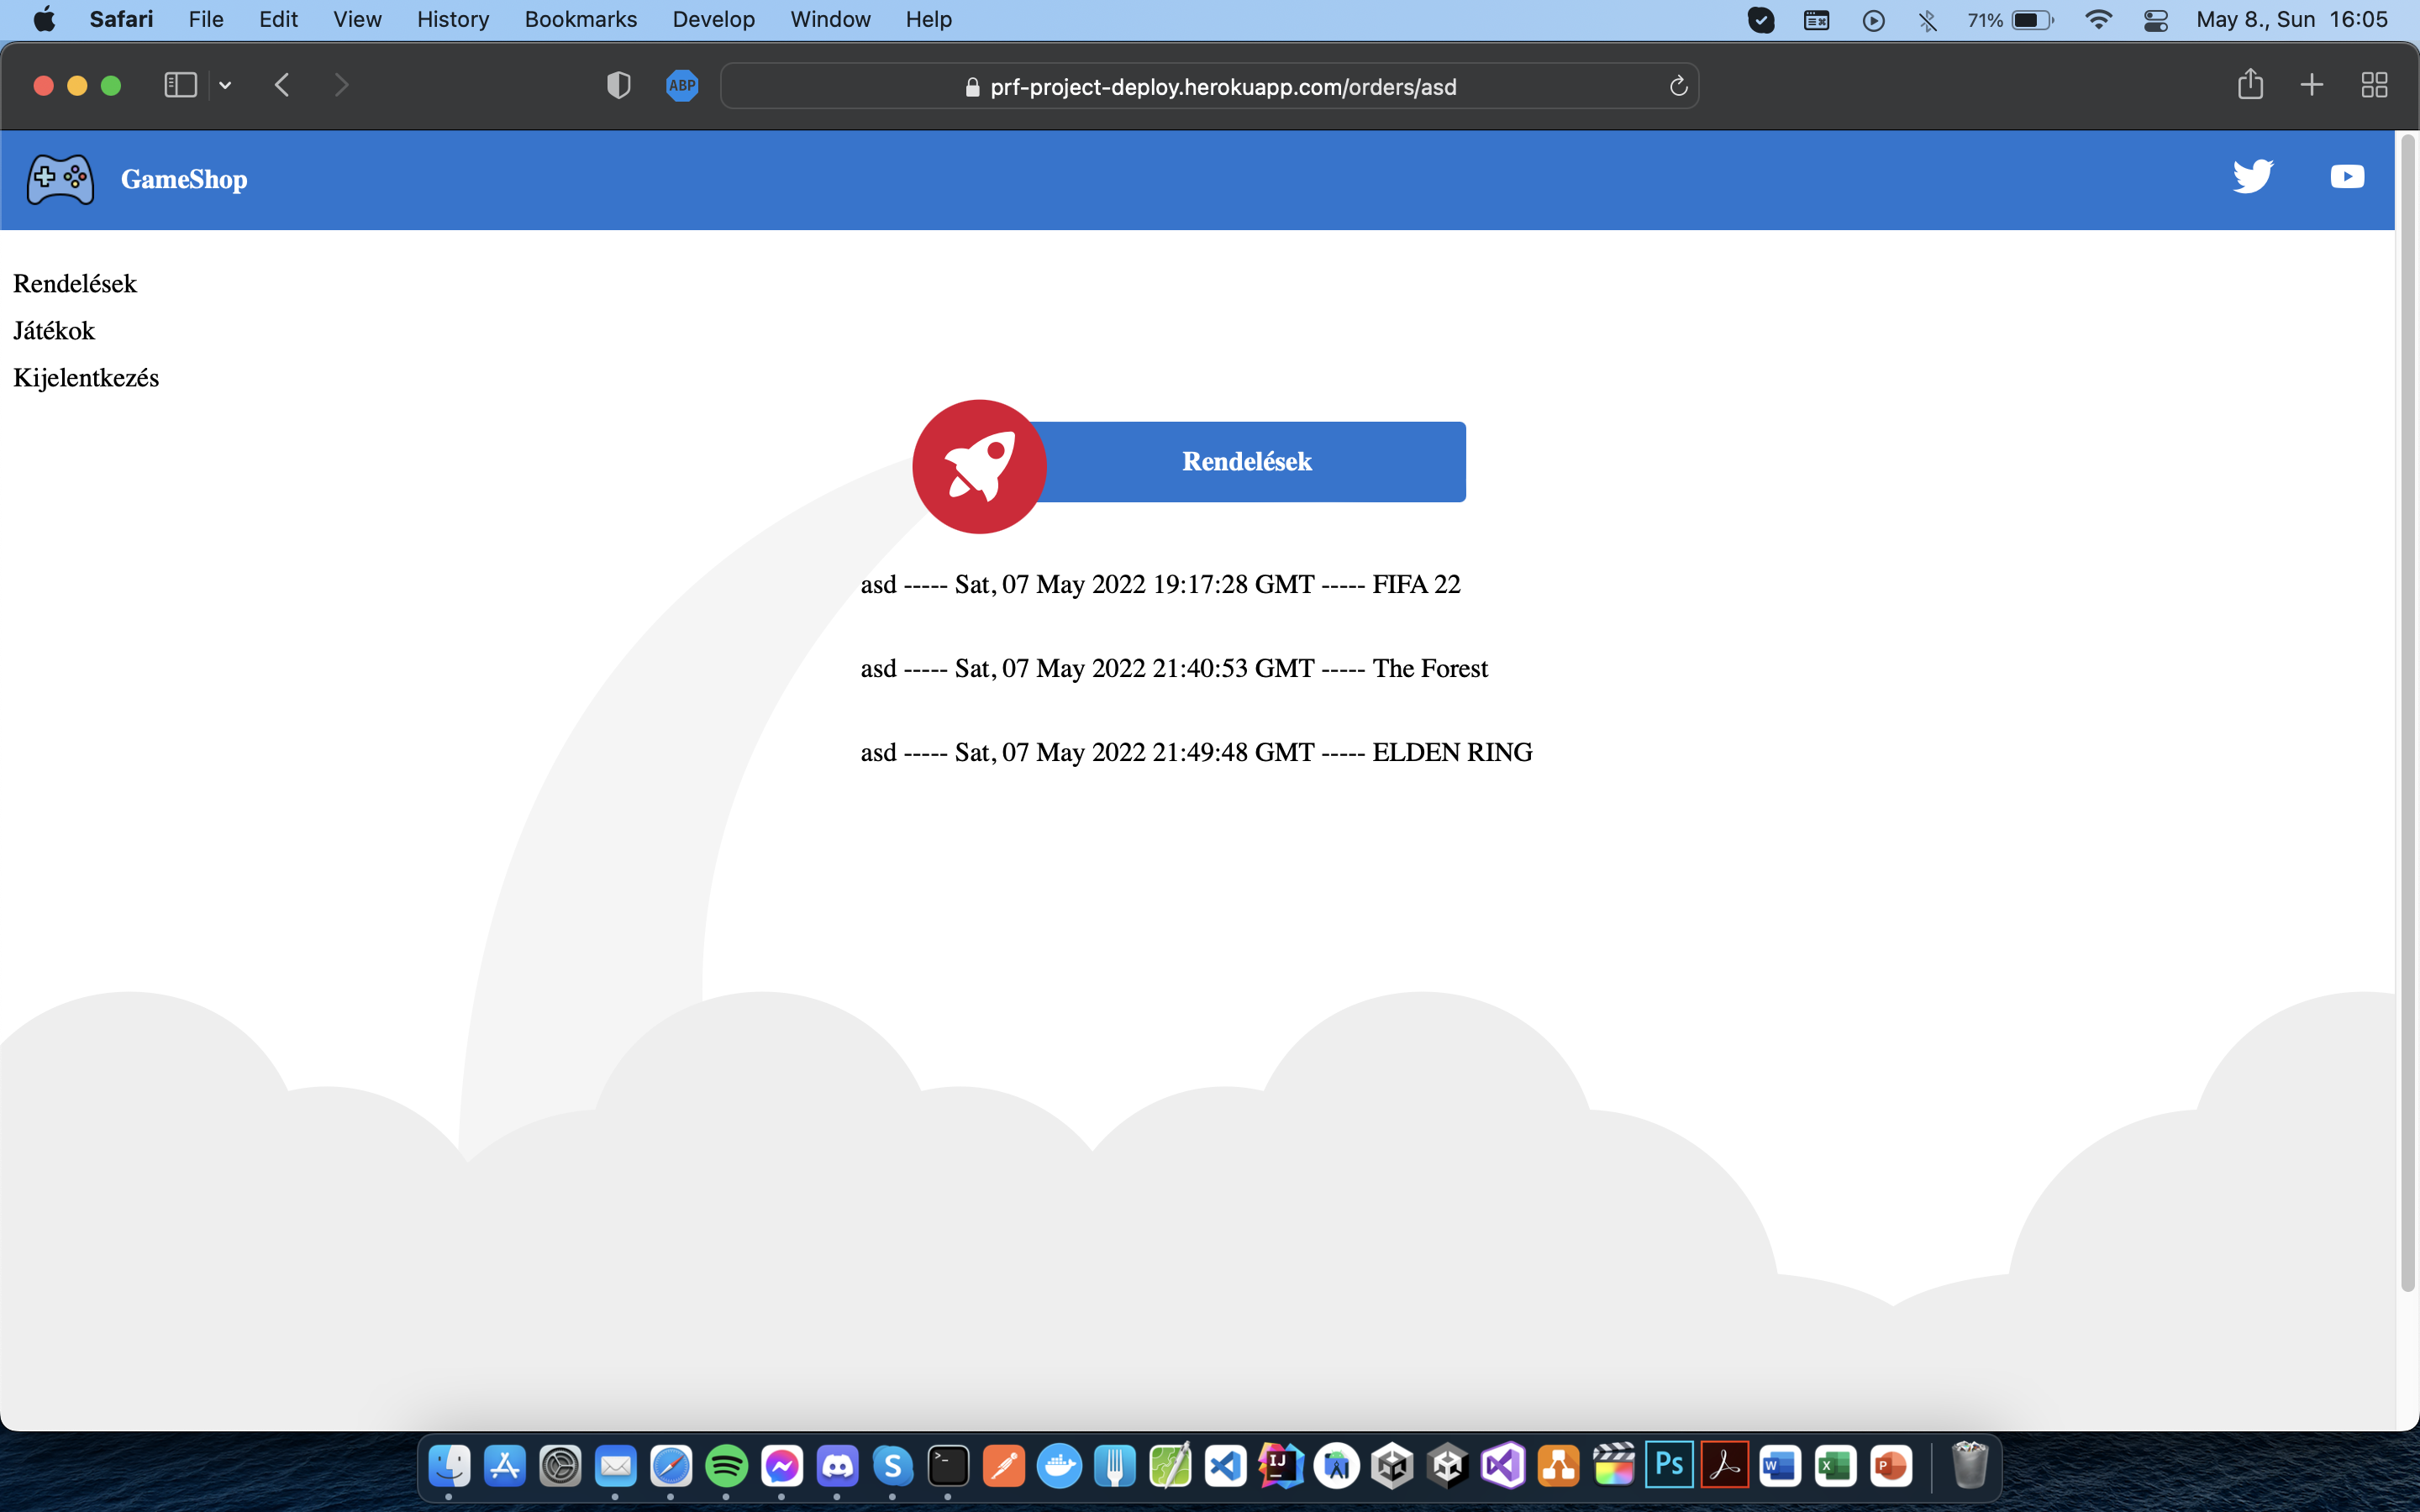 Safari File Edit View History Bookmarks Develop Window Help 71% May 8., Sun 16:05
ABP prf-project-deploy.herokuapp.com/orders/asd
GameShop
Rendelések
Játékok
Kijelentkezés
Rendelések
asd ----- Sat, 07 May 2022 19:17:28 GMT ----- FIFA 22
asd ----- Sat, 07 May 2022 21:40:53 GMT ----- The Forest
asd ----- Sat, 07 May 2022 21:49:48 GMT ----- ELDEN RING
S >_ IJ Ps W X P